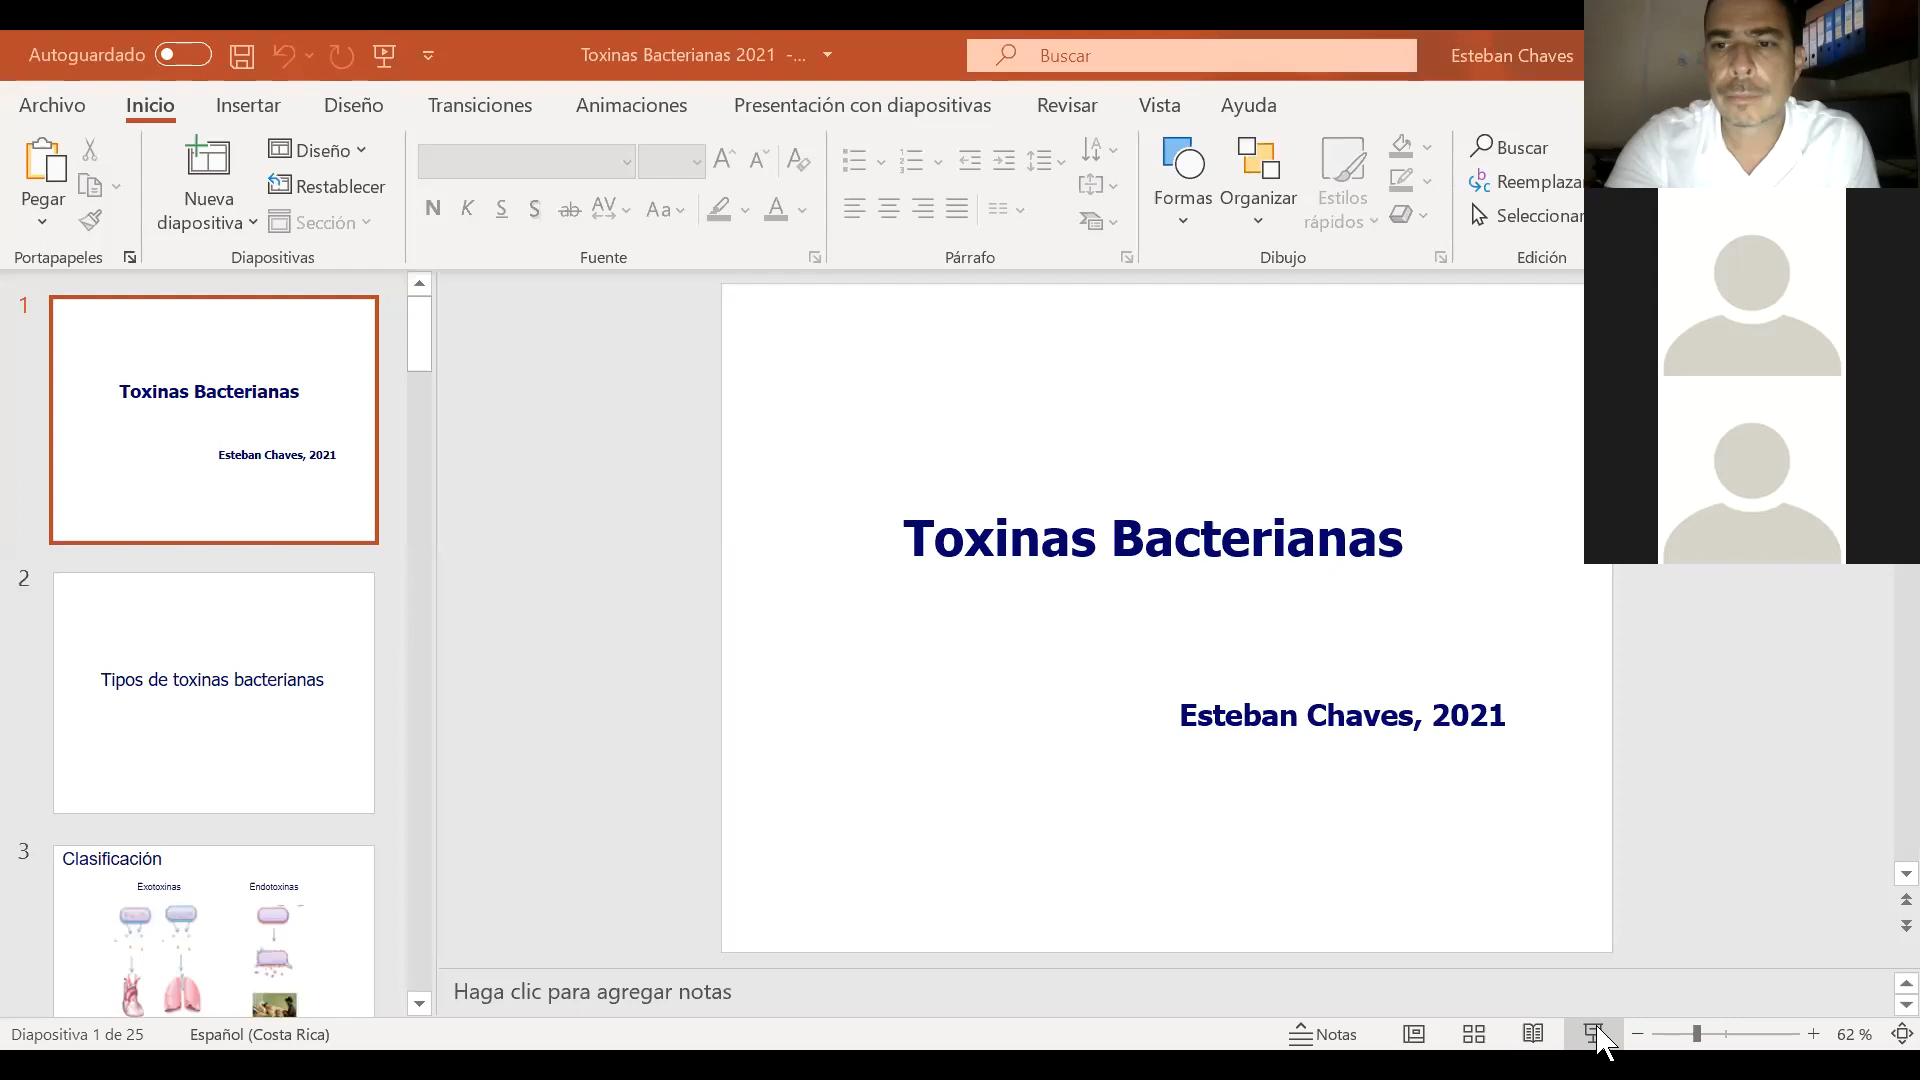 Autoguardado
Toxinas Bacterianas 2021 -...
Buscar
Esteban Chaves
Archivo Inicio Insertar Diseño Transiciones Animaciones Presentación con diapositivas Revisar Vista Ayuda
Pegar
Nueva
diapositiva
Diseño
Restablecer
Sección
N K S S ab AV Aa A
Formas
Organizar
Estilos
rápidos
Buscar
Reemplazar
Seleccionar
Portapapeles Diapositivas Fuente Párrafo Dibujo Edición
1
Toxinas Bacterianas
Esteban Chaves, 2021
2
Tipos de toxinas bacterianas
3
Clasificación
Exotoxinas Endotoxinas
Toxinas Bacterianas
Esteban Chaves, 2021
Haga clic para agregar notas
Diapositiva 1 de 25 Español (Costa Rica) Notas 62 %